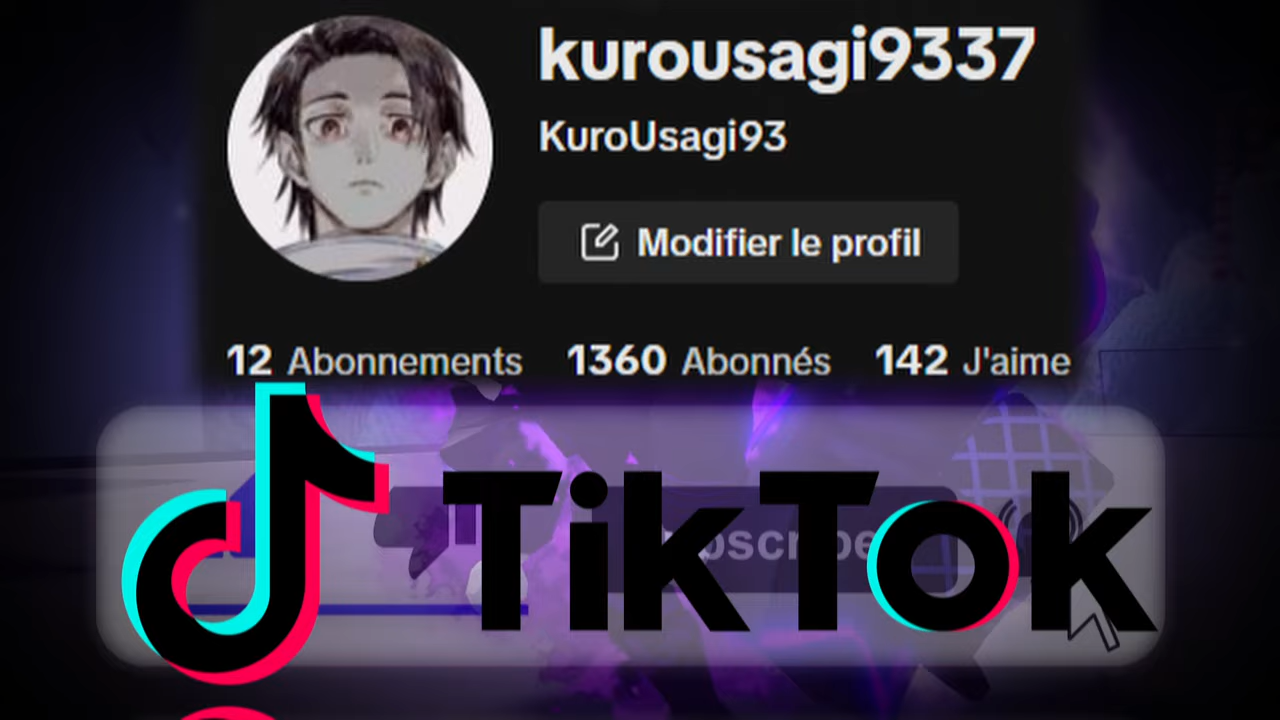 kurousagi9337
KuroUsagi93
Modifier le profil
12 Abonnements 1360 Abonnés 142 J'aime
TikTok